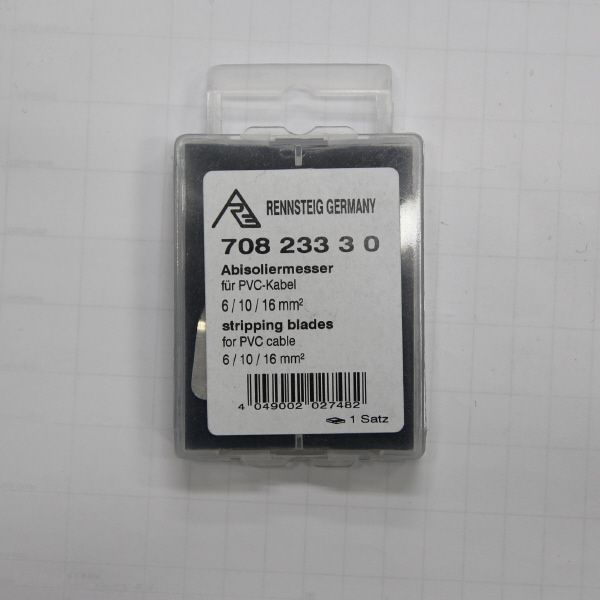 RE RENNSTEIG GERMANY
708 233 3 0
Abisoliermesser
für PVC-Kabel
6 / 10 / 16 mm²
stripping blades
for PVC cable
6 / 10 / 16 mm²
4 049002 027482
1 Satz